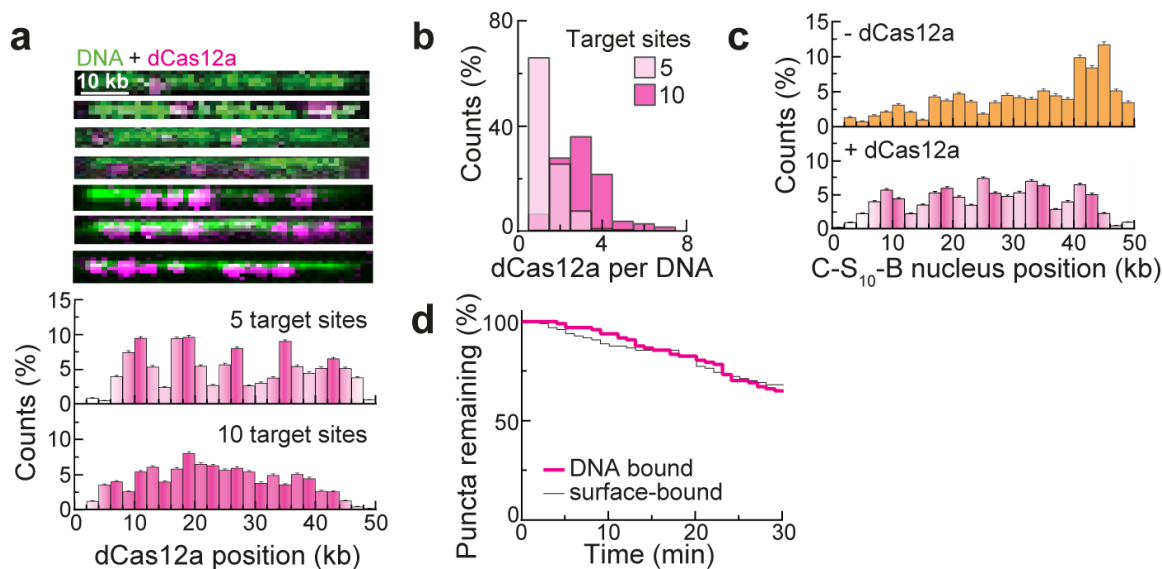 a
DNA + dCas12a
10 kb
15
10
5
0
Counts (%)
5 target sites
10 target sites
10
5
0
0 10 20 30 40 50
dCas12a position (kb)
b
Target sites
5
10
80
40
0
Counts (%)
0 4 8
dCas12a per DNA
c
- dCas12a
15
10
5
0
Counts (%)
+ dCas12a
10
5
0
0 10 20 30 40 50
C-S10-B nucleus position (kb)
d
100
50
0
Puncta remaining (%)
DNA bound
surface-bound
0 10 20 30
Time (min)